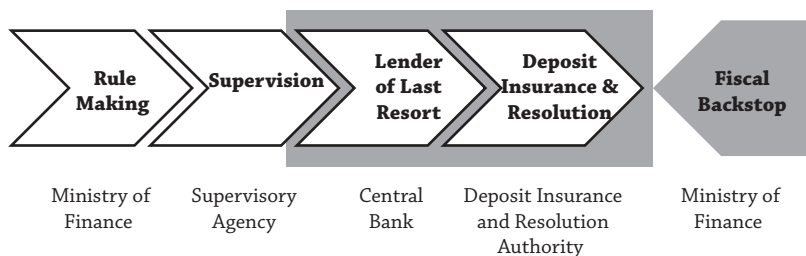 Rule
Making
Supervision
Lender
of Last
Resort
Deposit
Insurance &
Resolution
Fiscal
Backstop
Ministry of
Finance
Supervisory
Agency
Central
Bank
Deposit Insurance
and Resolution
Authority
Ministry of
Finance